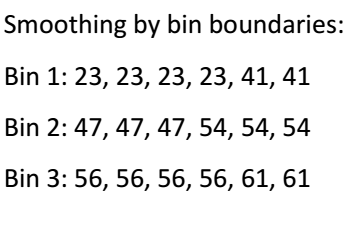 Smoothing by bin boundaries:
Bin 1: 23, 23, 23, 23, 41, 41
Bin 2: 47, 47, 47, 54, 54, 54
Bin 3: 56, 56, 56, 56, 61, 61